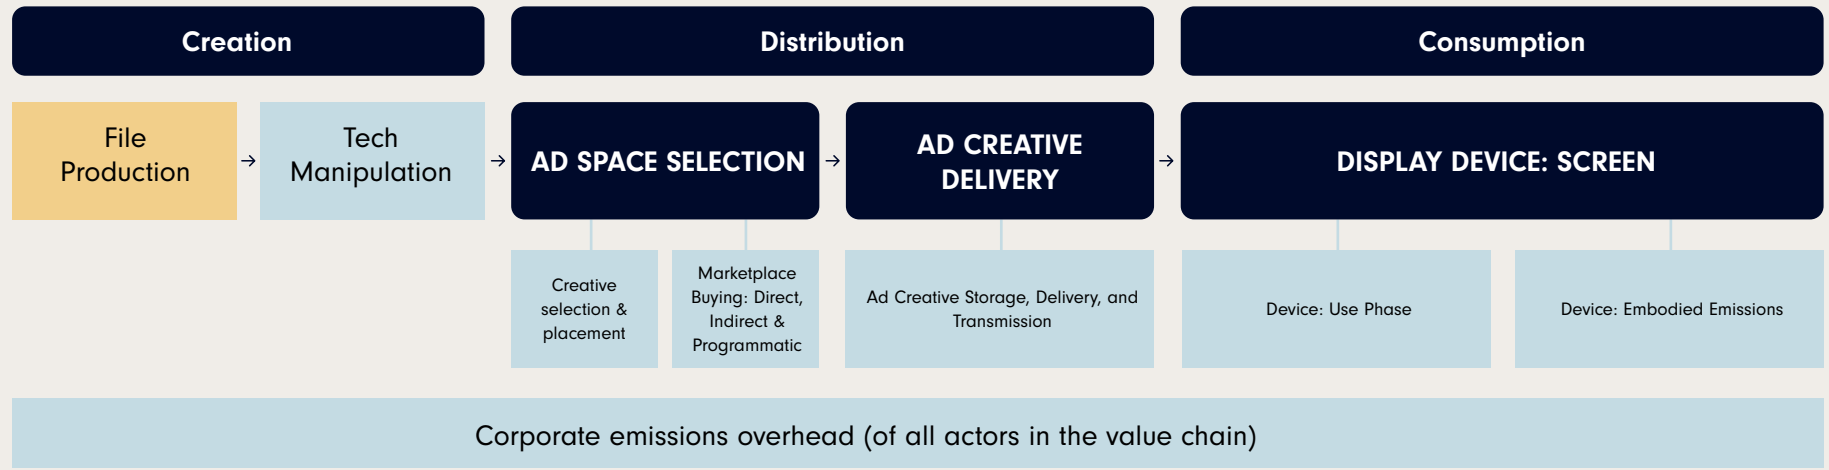 Creation
Distribution
Consumption
File
Production
Tech
Manipulation
AD SPACE SELECTION
AD CREATIVE
DELIVERY
DISPLAY DEVICE: SCREEN
Creative
selection &
placement
Marketplace
Buying: Direct,
Indirect &
Programmatic
Ad Creative Storage, Delivery, and
Transmission
Device: Use Phase
Device: Embodied Emissions
Corporate emissions overhead (of all actors in the value chain)